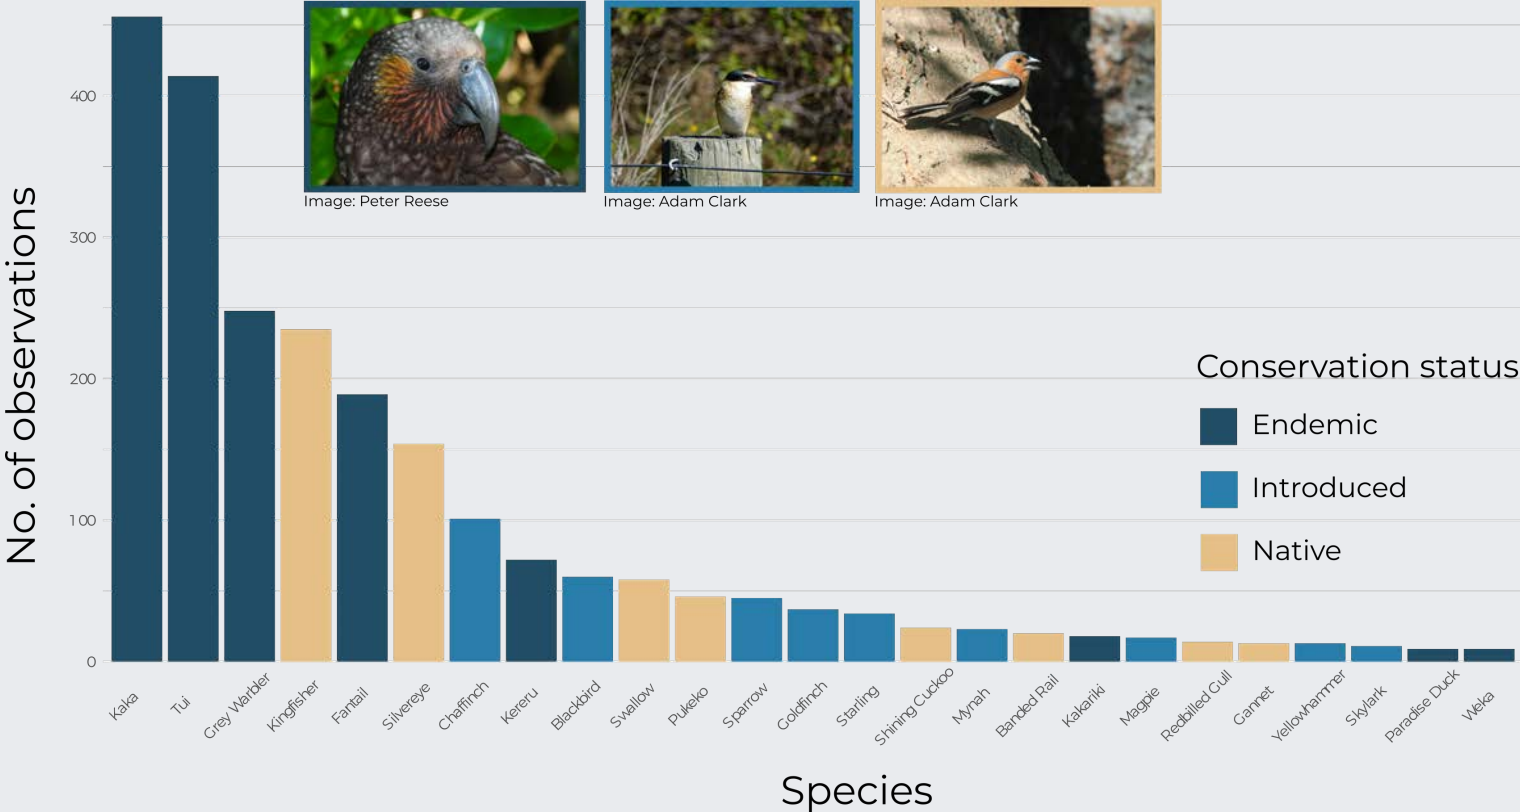 400
300
200
100
0
No. of observations
Image: Peter Reese
Image: Adam Clark
Image: Adam Clark
Conservation status
Endemic
Introduced
Native
Kaka
Tui
Grey Warbler
Kingfisher
Fantail
Silvereye
Chaffinch
Kereru
Blackbird
Swallow
Pukeko
Sparrow
Goldfinch
Starling
Shining Cuckoo
Mynah
Banded Rail
Kakariki
Magpie
Redbilled Gull
Gannet
Yellowhammer
Skylark
Paradise Duck
Weka
Species